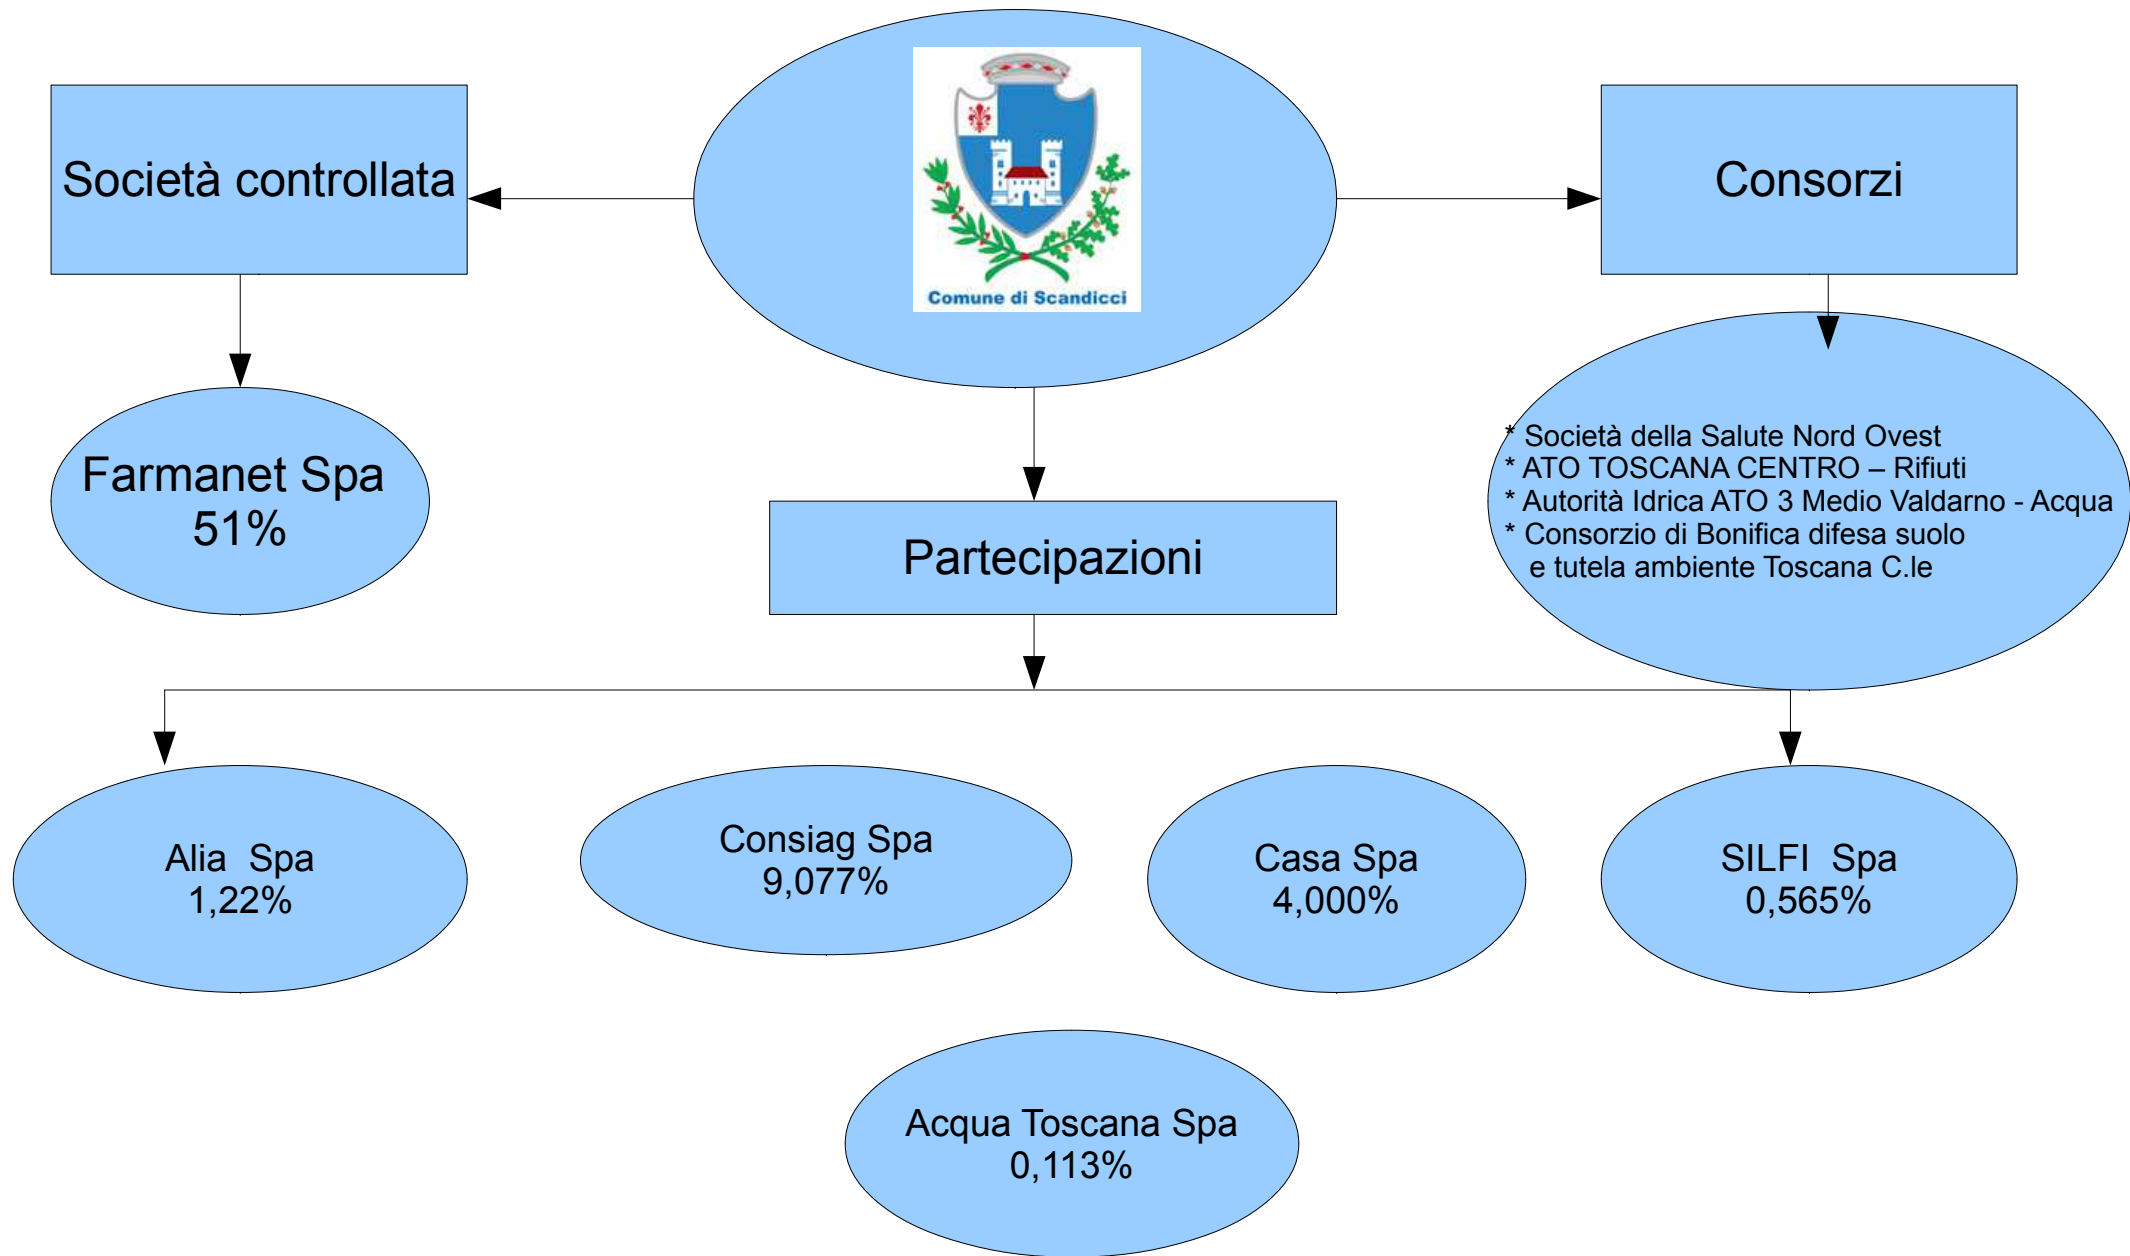 Comune di Scandicci
Società controllata
Consorzi
Farmanet Spa
51%
* Società della Salute Nord Ovest
* ATO TOSCANA CENTRO – Rifiuti
* Autorità Idrica ATO 3 Medio Valdarno - Acqua
* Consorzio di Bonifica difesa suolo
e tutela ambiente Toscana C.le
Partecipazioni
Alia Spa
1,22%
Consiag Spa
9,077%
Casa Spa
4,000%
SILFI Spa
0,565%
Acqua Toscana Spa
0,113%